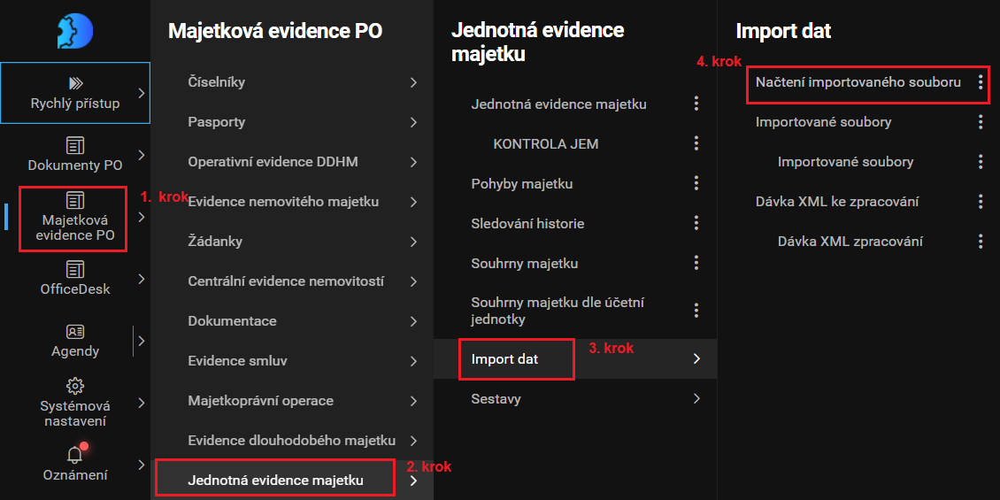 Rychlý přístup
Dokumenty PO
1. krok
Majetková
evidence PO
OfficeDesk
Agendy
Systémová
nastavení
Oznámení
Majetková evidence PO
Číselníky
Pasporty
Operativní evidence DDHM
Evidence nemovitého majetku
Žádanky
Centrální evidence nemovitostí
Dokumentace
Evidence smluv
Majetkoprávní operace
Evidence dlouhodobého majetku
2. krok
Jednotná evidence majetku
Jednotná evidence
majetku
Jednotná evidence majetku
KONTROLA JEM
Pohyby majetku
Sledování historie
Souhrny majetku
Souhrny majetku dle účetní
jednotky
3. krok
Import dat
Sestavy
Import dat
4. krok
Načtení importovaného souboru
Importované soubory
Importované soubory
Dávka XML ke zpracování
Dávka XML zpracování